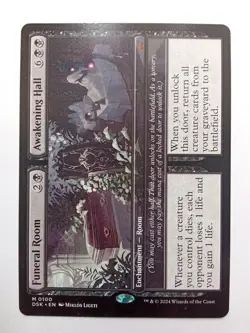 Funeral Room
2
Whenever a creature
you control dies, each
opponent loses 1 life and
you gain 1 life.
Awakening Hall
6
When you unlock
this door, return all
creature cards from
your graveyard to the
battlefield.
Enchantment — Room
(You may cast either half. That door unlocks on the battlefield. As a sorcery,
you may pay the mana cost of a locked door to unlock it.)
M 0100
DSK • EN Miklós Ligeti
™ & © 2024 Wizards of the Coast